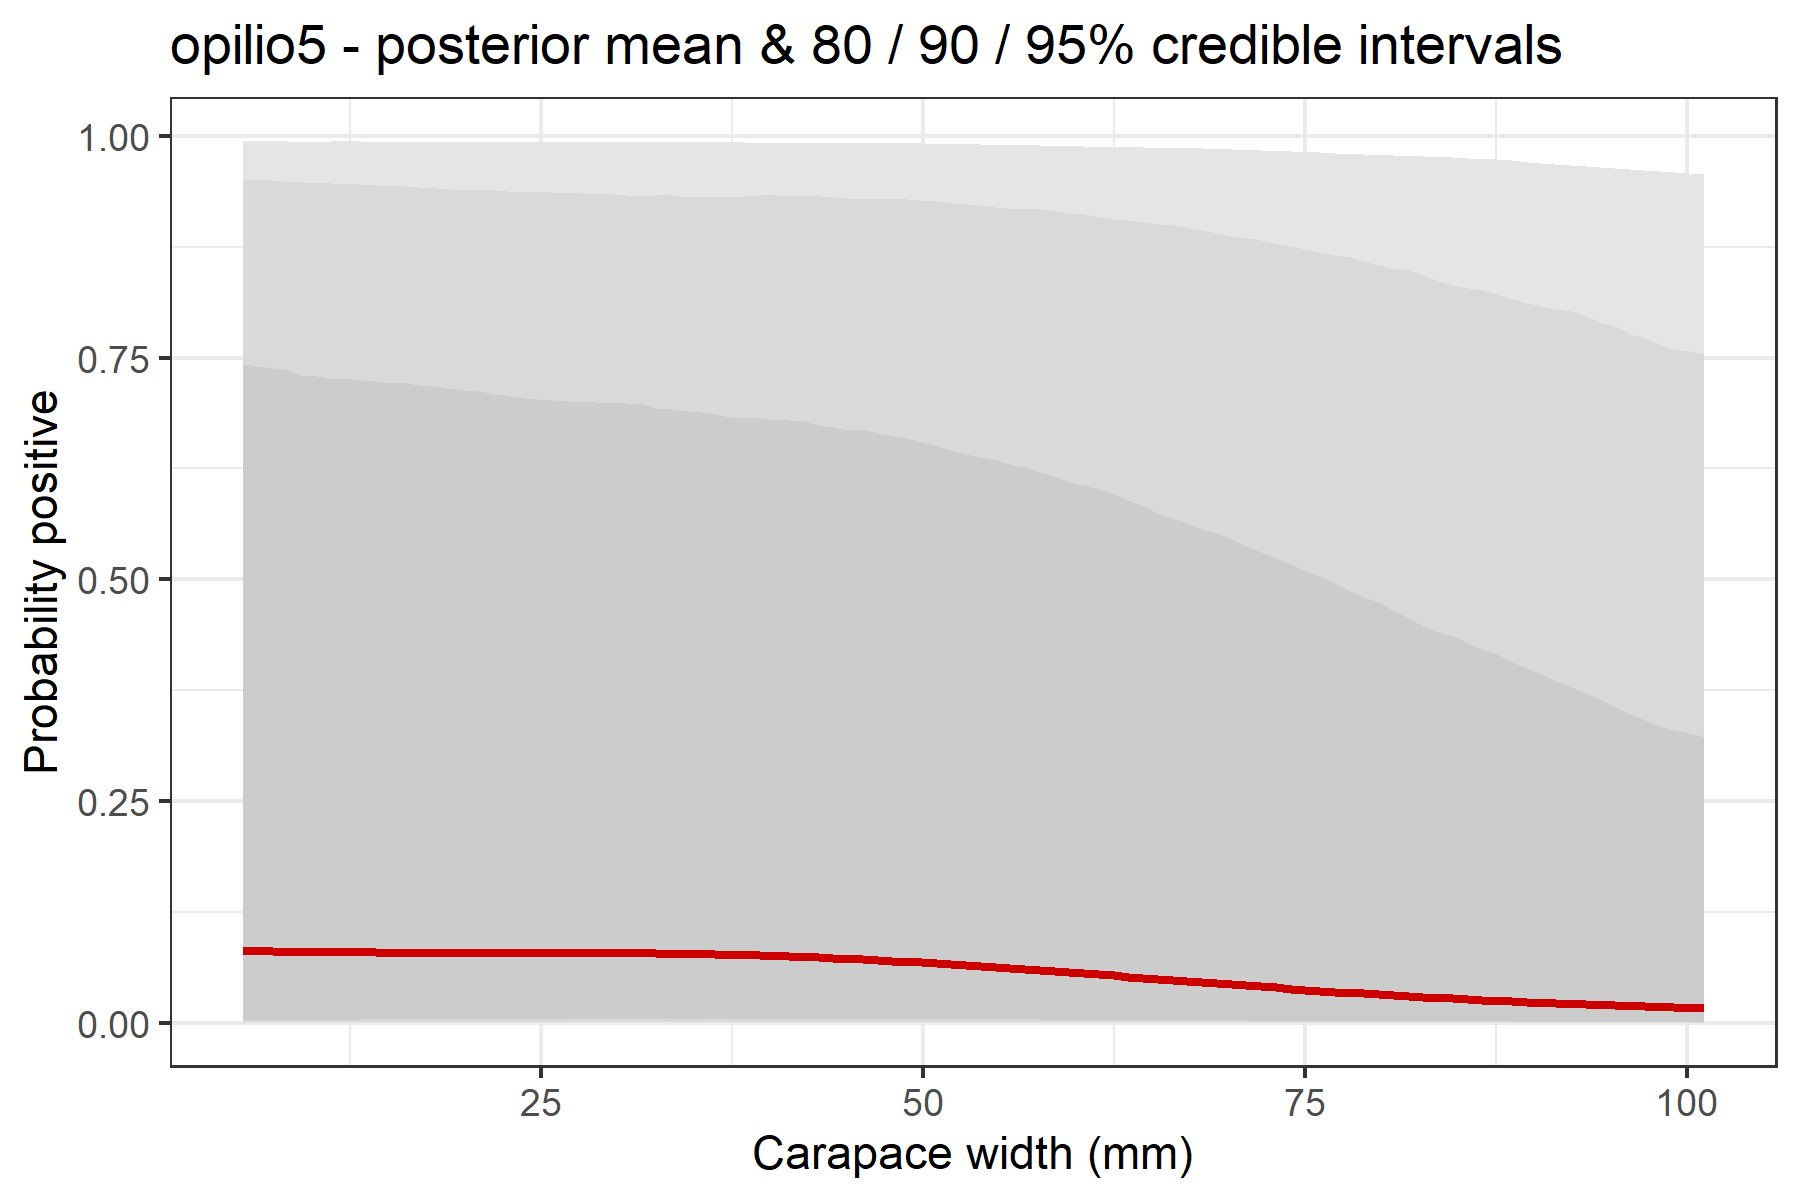 opilio5 - posterior mean & 80 / 90 / 95% credible intervals
1.00
0.75
0.50
0.25
0.00
Probability positive
25 50 75 100
Carapace width (mm)